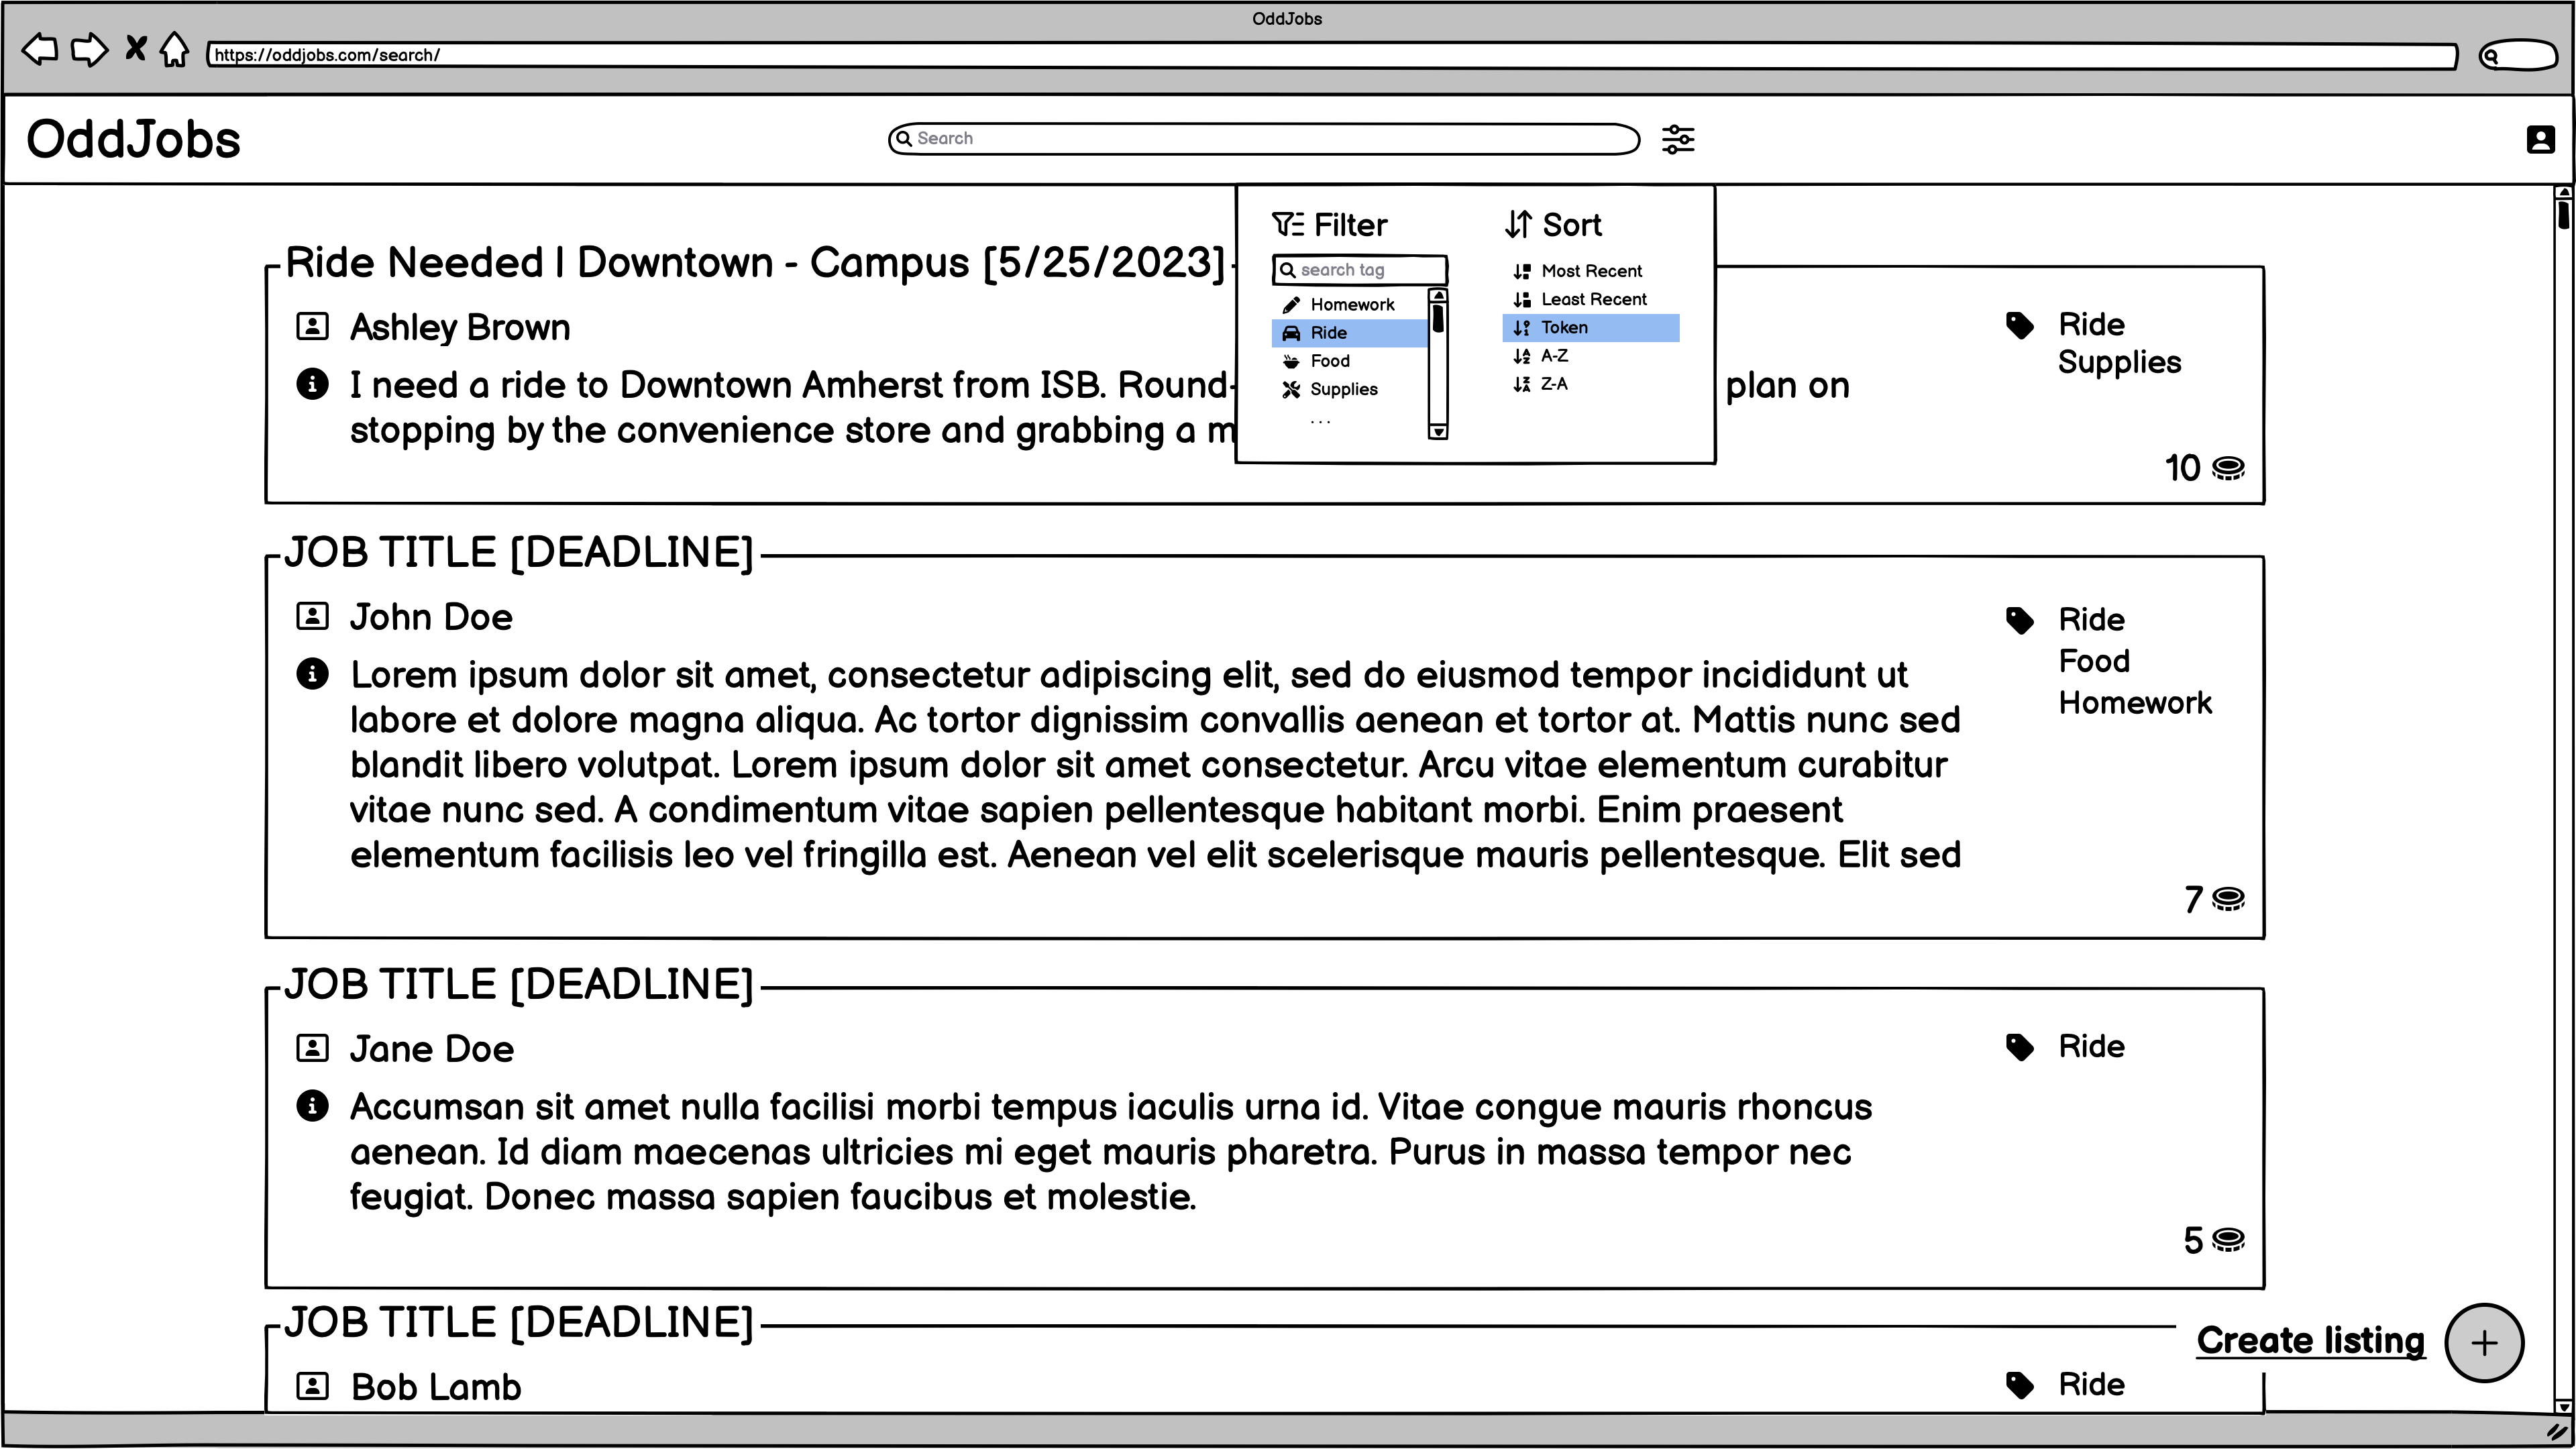 OddJobs
https://oddjobs.com/search/
OddJobs
Search
Filter
search tag
Homework
Ride
Food
Supplies
...
Sort
Most Recent
Least Recent
Token
A-Z
Z-A
Ride Needed | Downtown - Campus [5/25/2023]
Ashley Brown
I need a ride to Downtown Amherst from ISB. Round- plan on
stopping by the convenience store and grabbing a m
Ride
Supplies
10
JOB TITLE [DEADLINE]
John Doe
Lorem ipsum dolor sit amet, consectetur adipiscing elit, sed do eiusmod tempor incididunt ut
labore et dolore magna aliqua. Ac tortor dignissim convallis aenean et tortor at. Mattis nunc sed
blandit libero volutpat. Lorem ipsum dolor sit amet consectetur. Arcu vitae elementum curabitur
vitae nunc sed. A condimentum vitae sapien pellentesque habitant morbi. Enim praesent
elementum facilisis leo vel fringilla est. Aenean vel elit scelerisque mauris pellentesque. Elit sed
Ride
Food
Homework
7
JOB TITLE [DEADLINE]
Jane Doe
Accumsan sit amet nulla facilisi morbi tempus iaculis urna id. Vitae congue mauris rhoncus
aenean. Id diam maecenas ultricies mi eget mauris pharetra. Purus in massa tempor nec
feugiat. Donec massa sapien faucibus et molestie.
Ride
5
JOB TITLE [DEADLINE]
Bob Lamb
Ride
Create listing